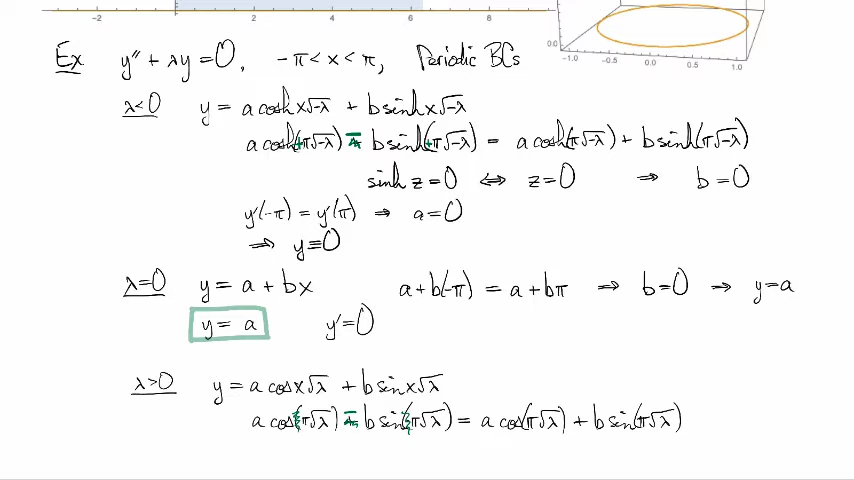 -2 2 4 6 8
0.0
-1.0 -0.5 0.0 0.5 1.0
Ex y″ + λy = 0, -π < x < π, Periodic BCs
λ<0 y = a cosh x√-λ + b sinh x√-λ
a cosh(+π√-λ) - b sinh(+π√-λ) = a cosh(π√-λ) + b sinh(π√-λ)
sinh z = 0 ⇔ z = 0 ⇒ b = 0
y′(-π) = y′(π) ⇒ a = 0
⇒ y ≡ 0
λ=0 y = a + bx a + b(-π) = a + bπ ⇒ b = 0 ⇒ y = a
y = a y′ = 0
λ>0 y = a cos x√λ + b sin x√λ
a cos(π√λ) - b sin(π√λ) = a cos(π√λ) + b sin(π√λ)